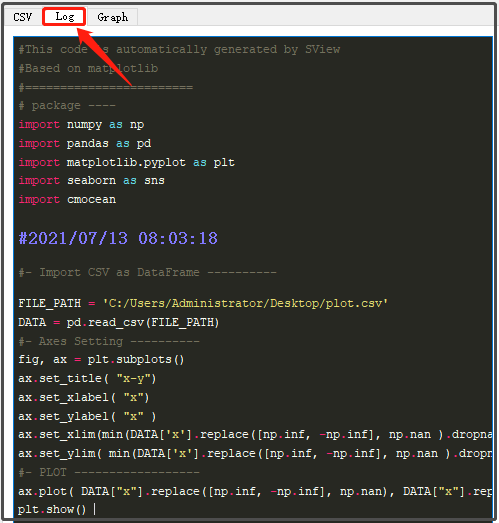 CSV Log Graph
#This code is automatically generated by SView
#Based on matplotlib
#========================
# package ----
import numpy as np
import pandas as pd
import matplotlib.pyplot as plt
import seaborn as sns
import cmocean
#2021/07/13 08:03:18
#- Import CSV as DataFrame ----------
FILE_PATH = 'C:/Users/Administrator/Desktop/plot.csv'
DATA = pd.read_csv(FILE_PATH)
#- Axes Setting ----------
fig, ax = plt.subplots()
ax.set_title( "x-y")
ax.set_xlabel( "x")
ax.set_ylabel( "x" )
ax.set_xlim(min(DATA['x'].replace([np.inf, -np.inf], np.nan ).dropna
ax.set_ylim( min(DATA['x'].replace([np.inf, -np.inf], np.nan ).dropn
#- PLOT ------------------
ax.plot( DATA["x"].replace([np.inf, -np.inf], np.nan), DATA["x"].rep
plt.show()